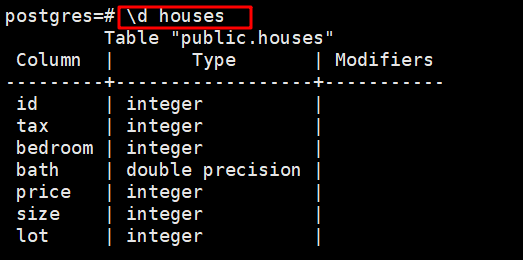 postgres=# \d houses
Table "public.houses"
Column | Type | Modifiers
---------+------------------+-----------
id | integer |
tax | integer |
bedroom | integer |
bath | double precision |
price | integer |
size | integer |
lot | integer |